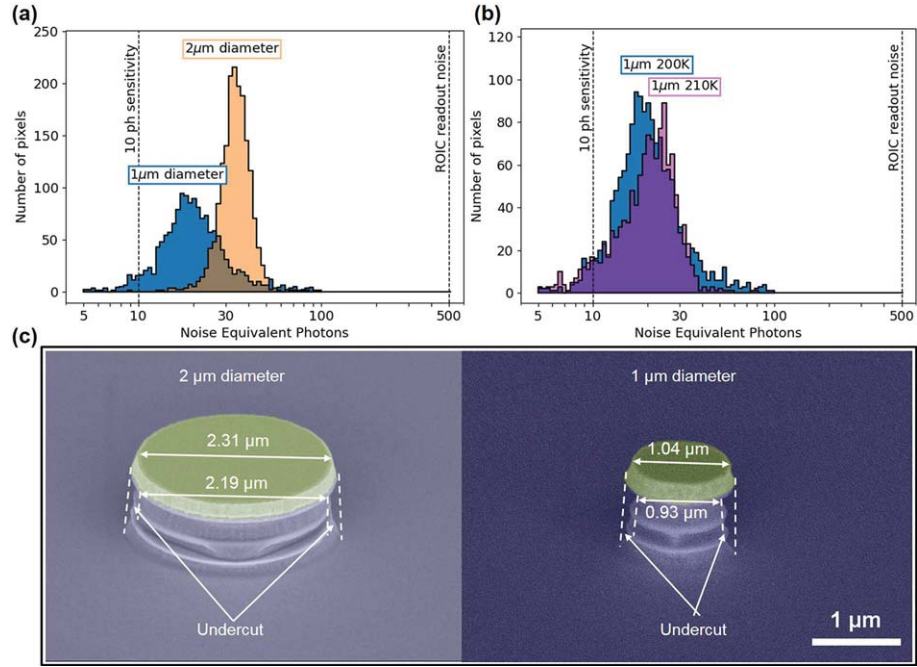 (a)
250
200
150
100
50
0
Number of pixels
10 ph sensitivity
2μm diameter
1μm diameter
ROIC readout noise
5
10
30
100
500
Noise Equivalent Photons
(b)
120
100
80
60
40
20
0
Number of pixels
10 ph sensitivity
1μm 200K
1μm 210K
ROIC readout noise
5
10
30
100
500
Noise Equivalent Photons
(c)
2 μm diameter
2.31 μm
2.19 μm
Undercut
1 μm diameter
1.04 μm
0.93 μm
Undercut
1 μm